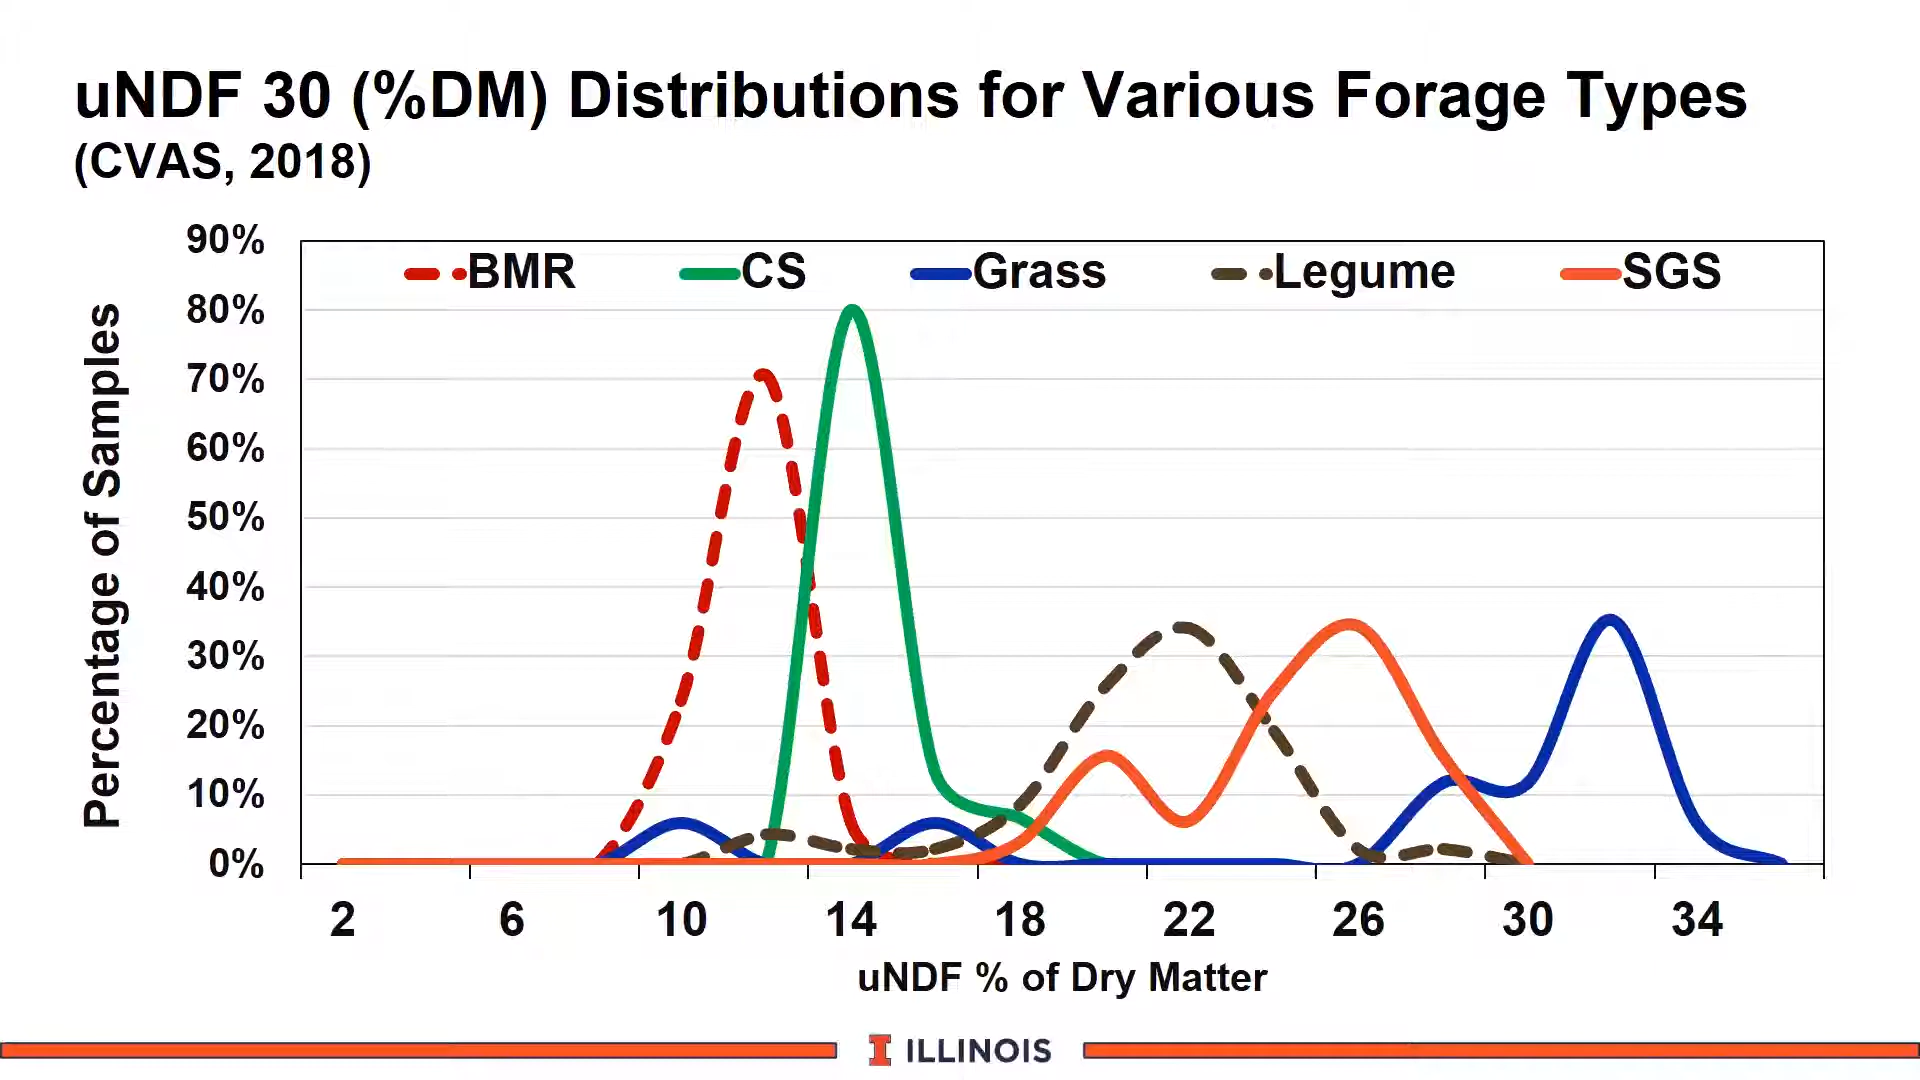 uNDF 30 (%DM) Distributions for Various Forage Types
(CVAS, 2018)
90%
BMR CS Grass Legume SGS
80%
70%
60%
50%
40%
30%
20%
10%
0%
Percentage of Samples
2 6 10 14 18 22 26 30 34
uNDF % of Dry Matter
I ILLINOIS